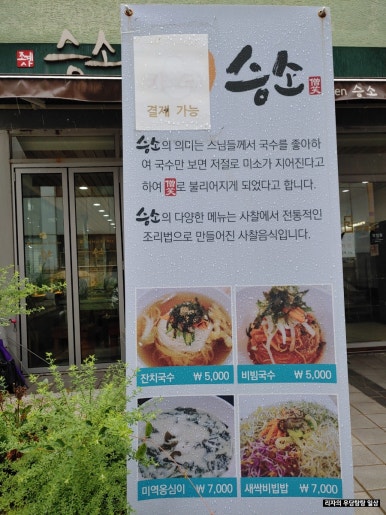 승소
결제 가능
승소 僧笑
en 승소
승소의 의미는 스님들께서 국수를 좋아하
여 국수만 보면 저절로 미소가 지어진다고
하여 僧笑로 불리어지게 되었다고 합니다.
승소의 다양한 메뉴는 사찰에서 전통적인
조리법으로 만들어진 사찰음식입니다.
잔치국수 ₩ 5,000
비빔국수 ₩ 5,000
미역옹심이 ₩ 7,000
새싹비빕밥 ₩ 7,000
리자의 우당탕탕 일상